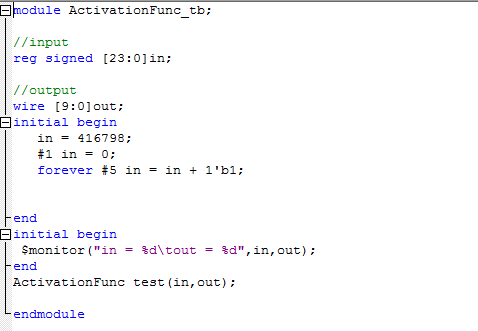 module ActivationFunc_tb;
//input
reg signed [23:0]in;
//output
wire [9:0]out;
initial begin
in = 416798;
#1 in = 0;
forever #5 in = in + 1'b1;
end
initial begin
$monitor("in = %d\tout = %d",in,out);
end
ActivationFunc test(in,out);
endmodule